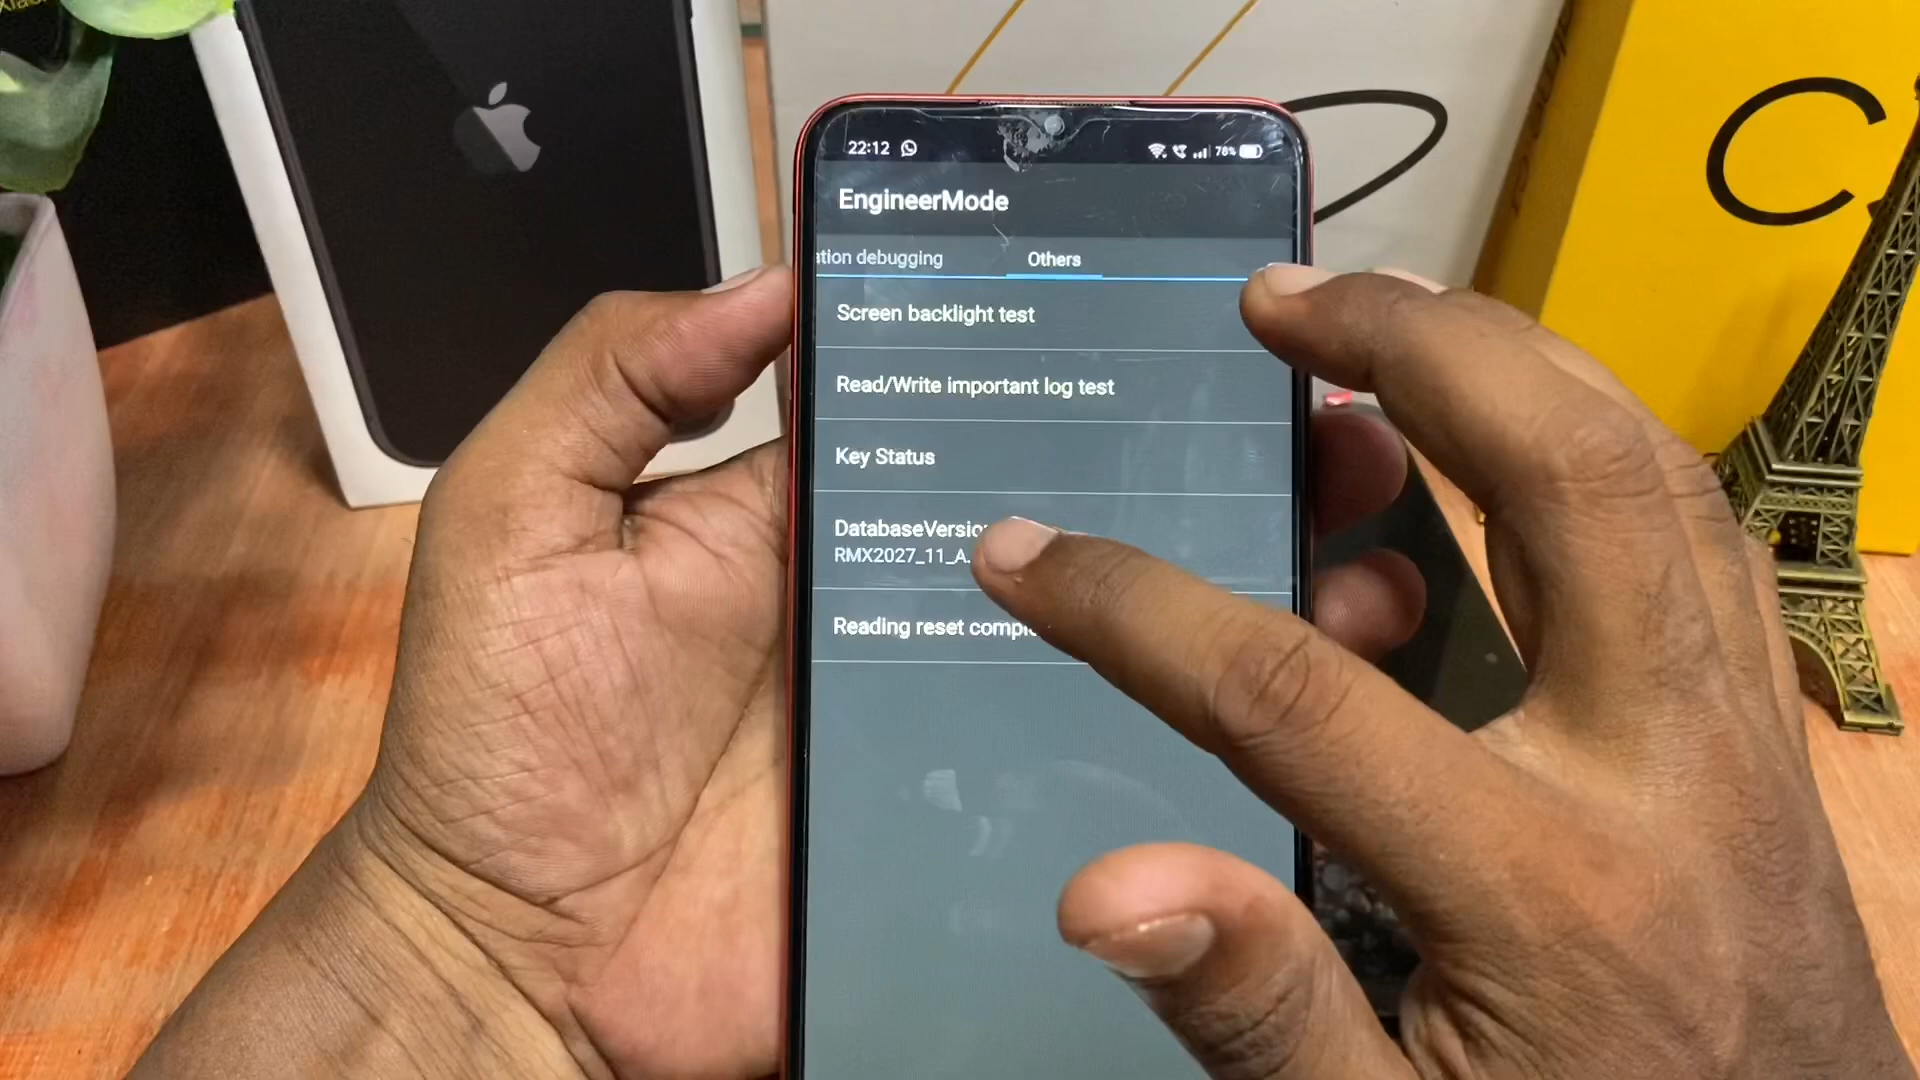 22:12
78%
EngineerMode
ation debugging Others
Screen backlight test
Read/Write important log test
Key Status
DatabaseVersio
RMX2027_11_A.
Reading reset comple
C